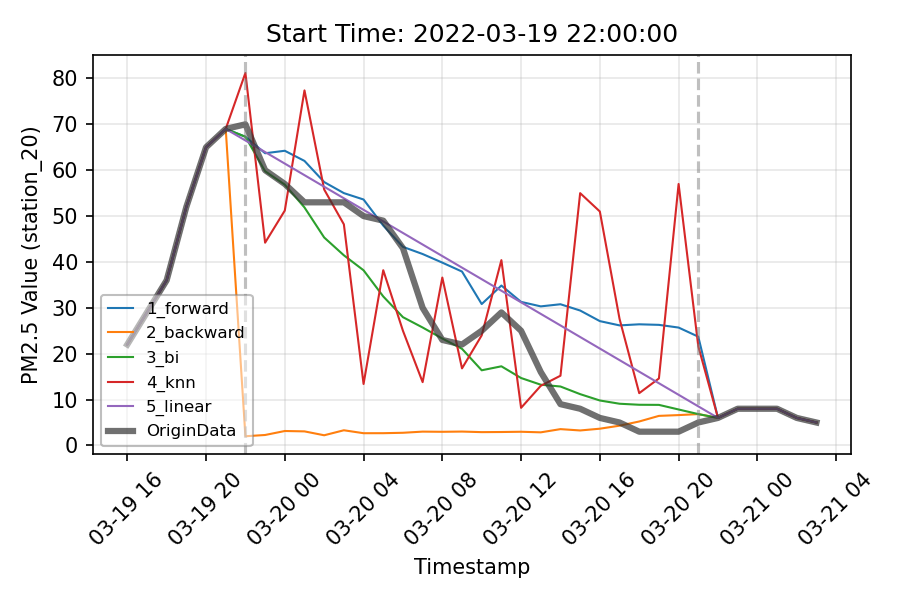 Start Time: 2022-03-19 22:00:00
PM2.5 Value (station_20)
80
70
60
50
40
30
20
10
0
1_forward
2_backward
3_bi
4_knn
5_linear
OriginData
03-19 16
03-19 20
03-20 00
03-20 04
03-20 08
03-20 12
03-20 16
03-20 20
03-21 00
03-21 04
Timestamp